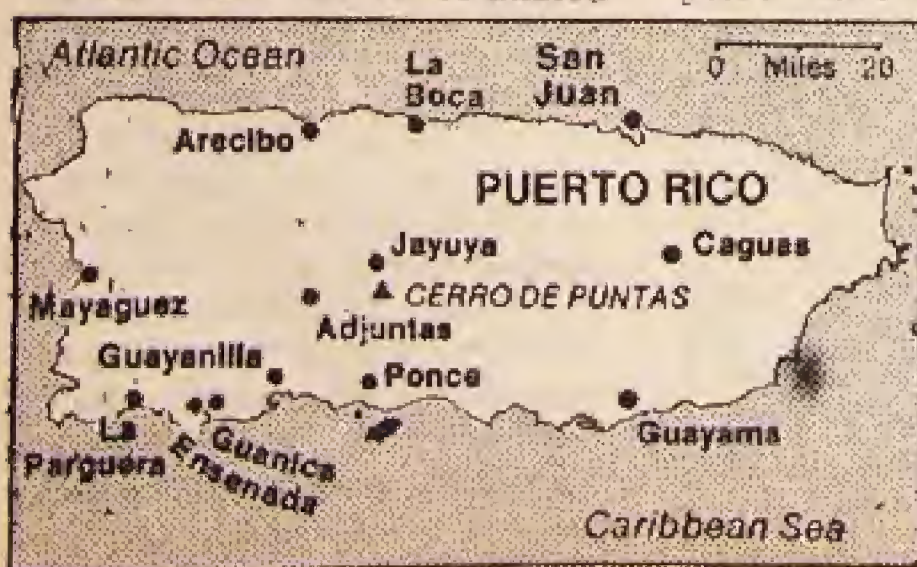 Atlantic Ocean
La
Boca
San
Juan
0 Miles 20
Arecibo
PUERTO RICO
Jayuya
Caguas
CERRO DE PUNTAS
Mayaguez
Adjuntas
Guayanilla
Ponce
La
Parguera
Ensenada
Guanica
Guayama
Caribbean Sea